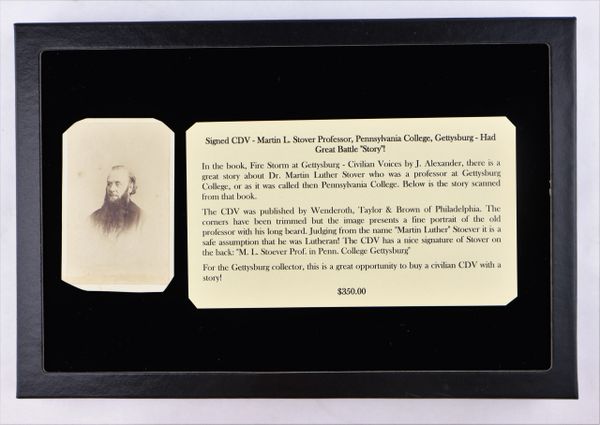 Signed CDV - Martin L. Stover Professor, Pennsylvania College, Gettysburg - Had
Great Battle "Story"!
In the book, Fire Storm at Gettysburg - Civilian Voices by J. Alexander, there is a
great story about Dr. Martin Luther Stover who was a professor at Gettysburg
College, or as it was called then Pennsylvania College. Below is the story scanned
from that book.
The CDV was published by Wenderoth, Taylor & Brown of Philadelphia. The
corners have been trimmed but the image presents a fine portrait of the old
professor with his long beard. Judging from the name "Martin Luther' Stoever it is a
safe assumption that he was Lutheran! The CDV has a nice signature of Stover on
the back: "M. L. Stoever Prof. in Penn. College Gettysburg"
For the Gettysburg collector, this is a great opportunity to buy a civilian CDV with a
story!
$350.00